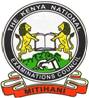 THE KENYA NATIONAL
EXAMINATIONS COUNCIL
MITIHANI